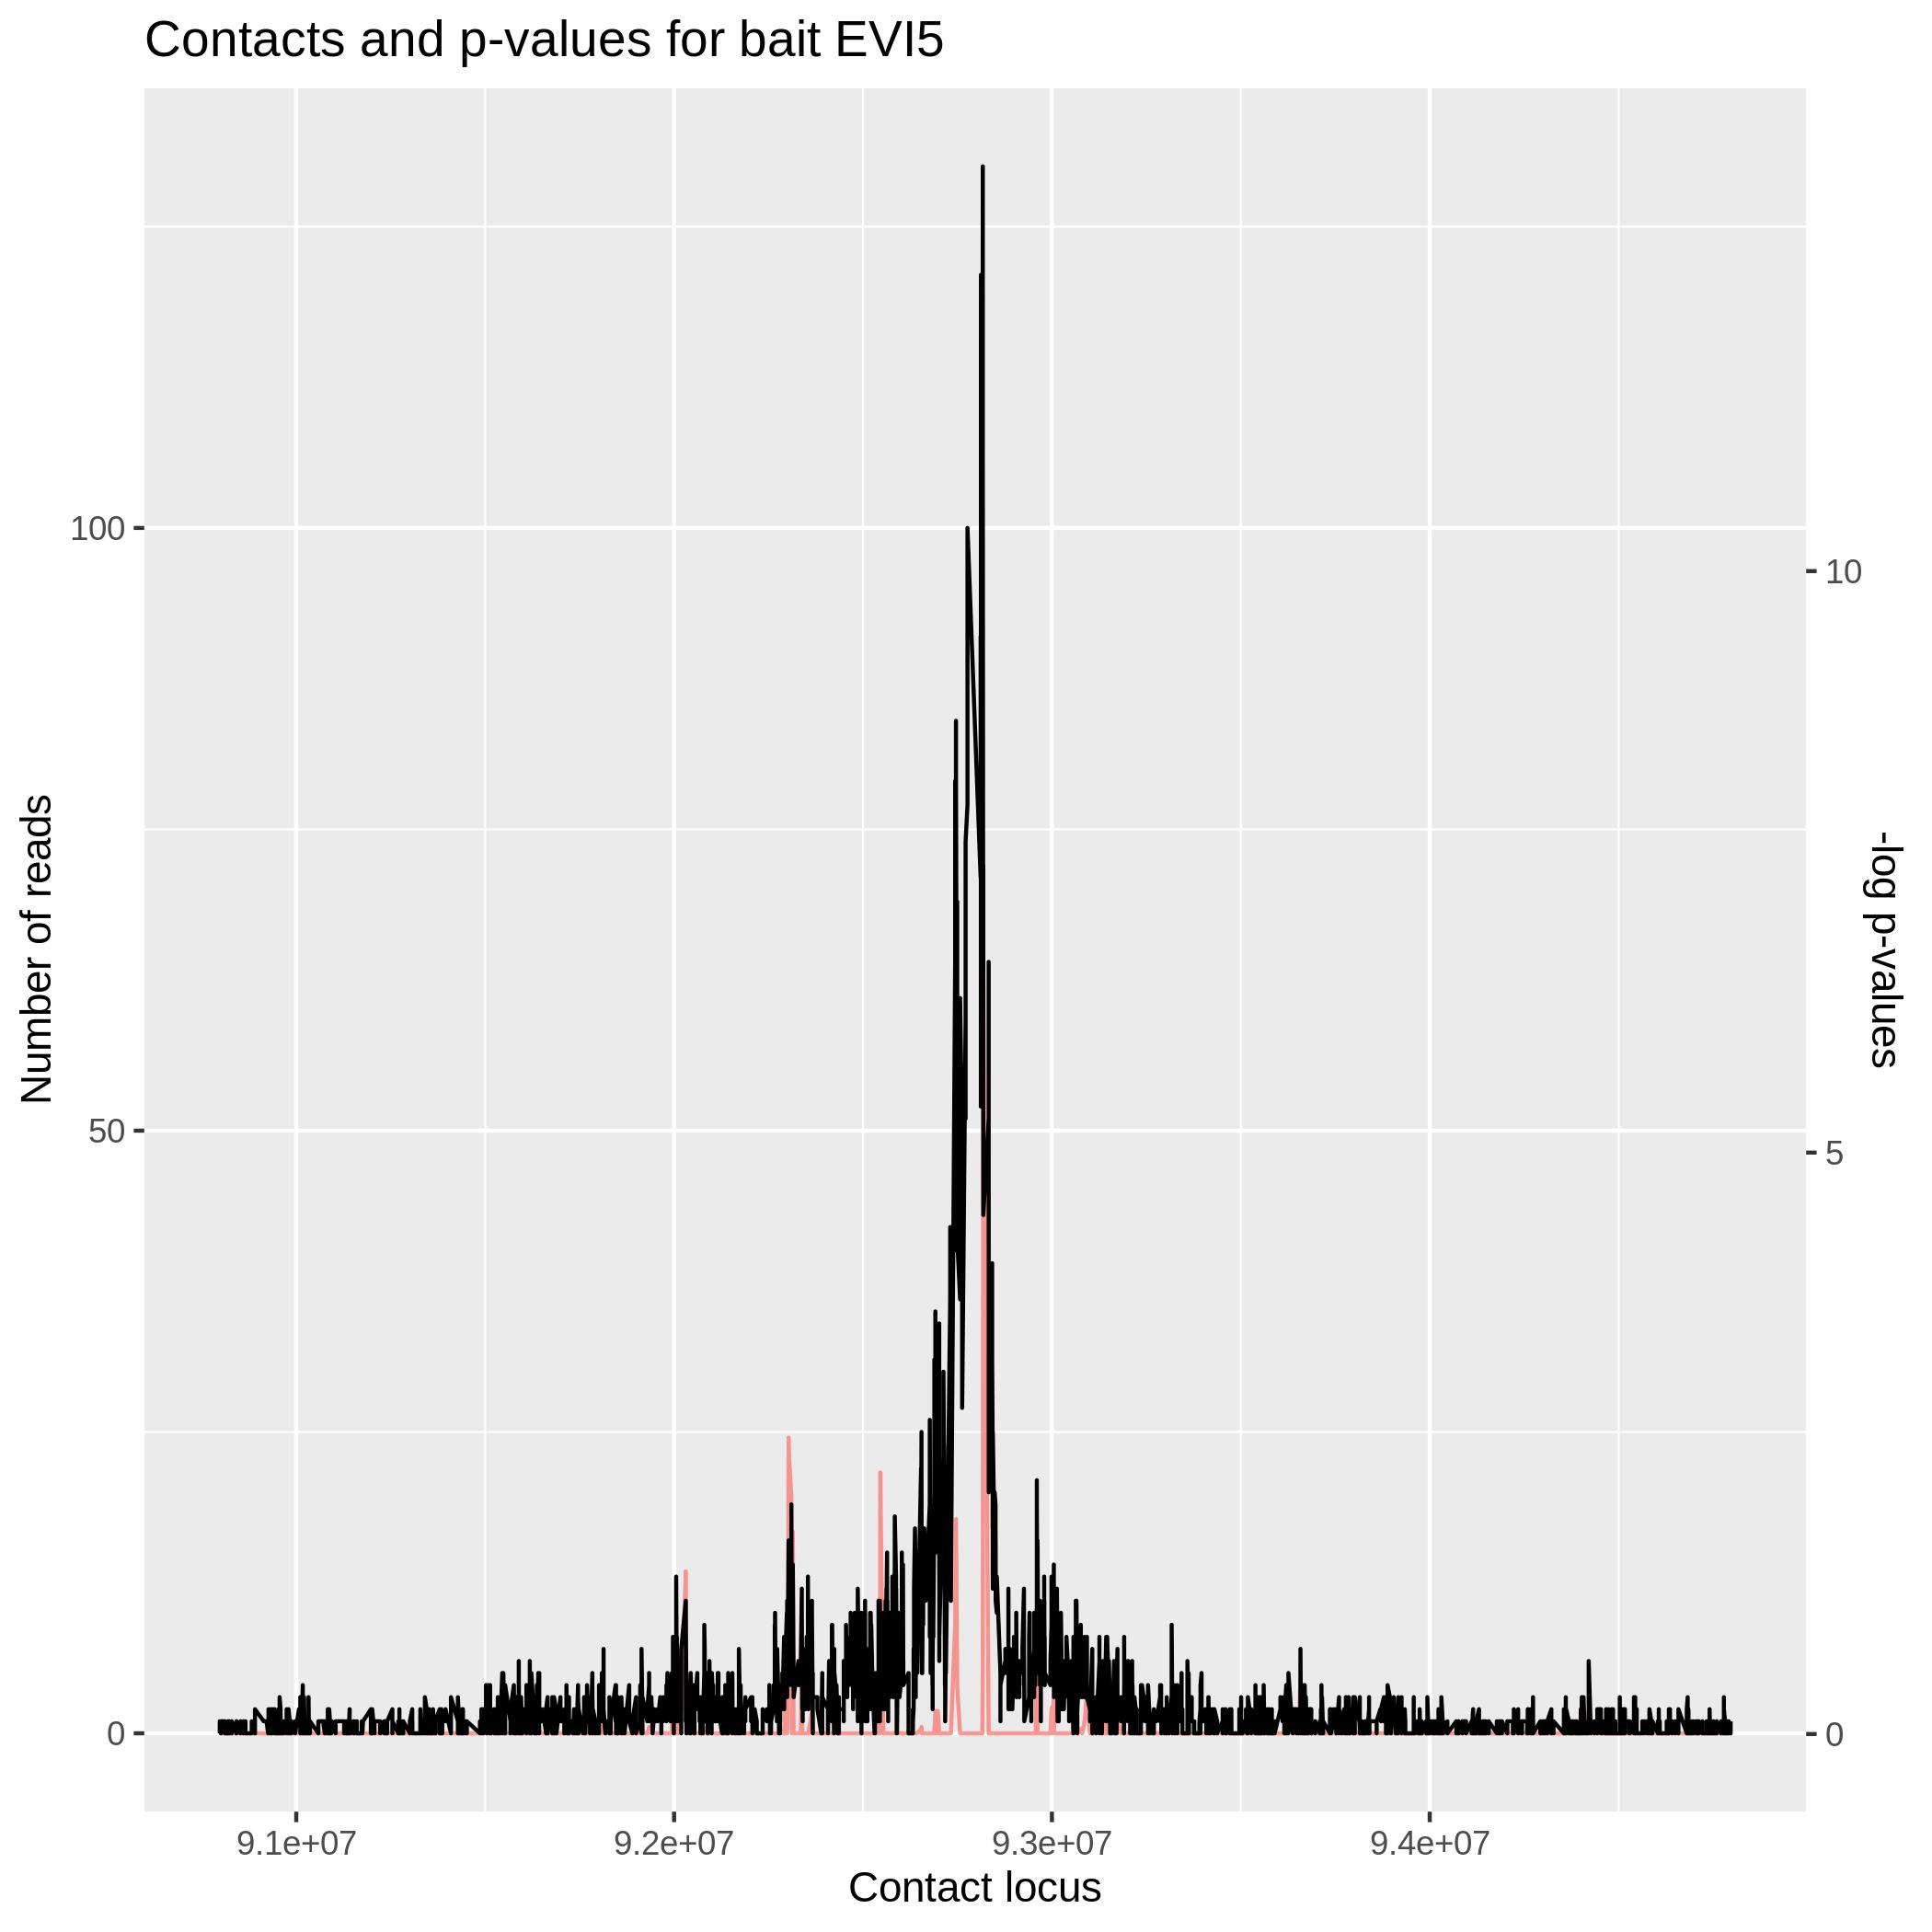 Contacts and p-values for bait EVI5
Number of reads
100
50
0
10
5
0
-log p-values
9.1e+07 9.2e+07 9.3e+07 9.4e+07
Contact locus